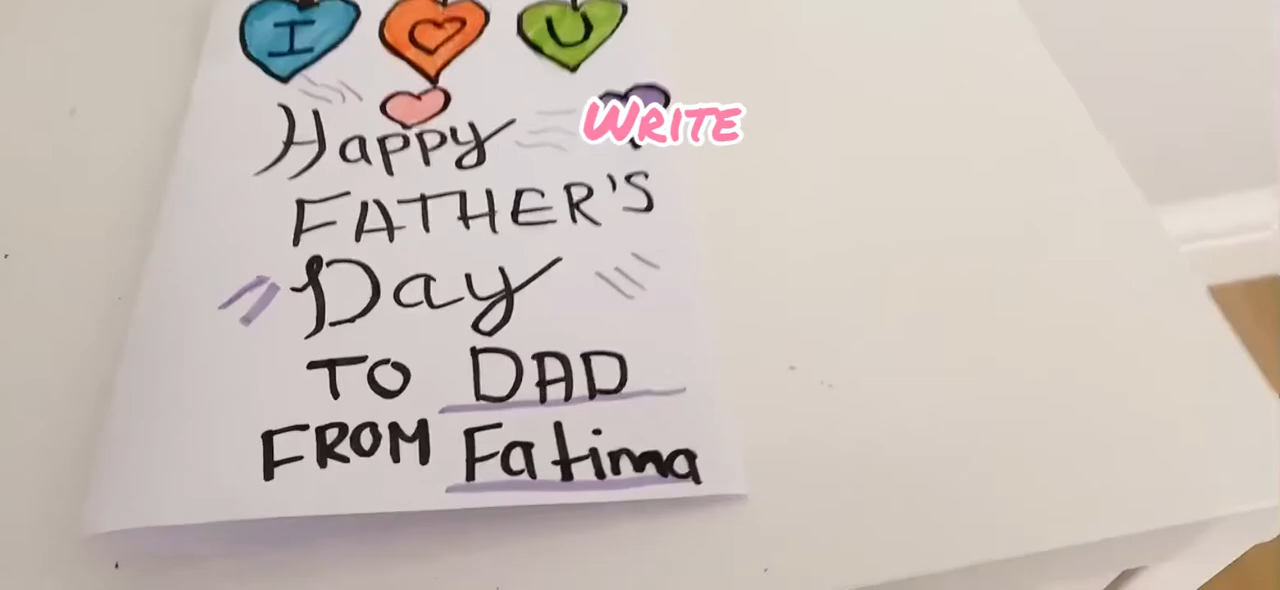 I U
Happy
WRITE
FATHER'S
Day
TO DAD
FROM Fatima